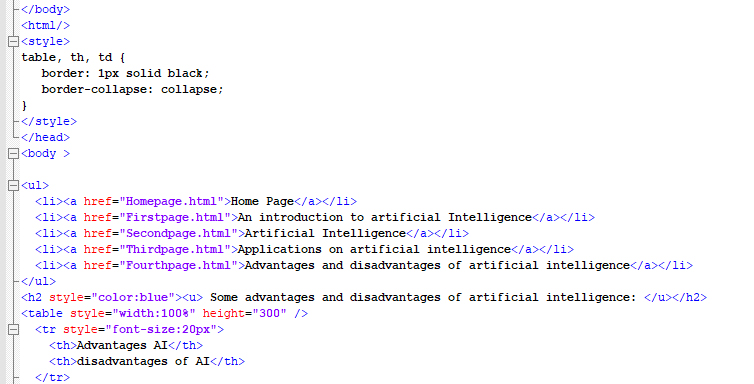 </body>
<html/>
<style>
table, th, td {
   border: 1px solid black;
   border-collapse: collapse;
}
</style>
</head>
<body >
<ul>
  <li><a href="Homepage.html">Home Page</a></li>
  <li><a href="Firstpage.html">An introduction to artificial Intelligence</a></li>
  <li><a href="Secondpage.html">Artificial Intelligence</a></li>
  <li><a href="Thirdpage.html">Applications on artificial intelligence</a></li>
  <li><a href="Fourthpage.html">Advantages and disadvantages of artificial intelligence</a></li>
</ul>
<h2 style="color:blue"><u> Some advantages and disadvantages of artificial intelligence: </u></h2>
<table style="width:100%" height="300" />
  <tr style="font-size:20px">
    <th>Advantages AI</th>
    <th>disadvantages of AI</th>
  </tr>